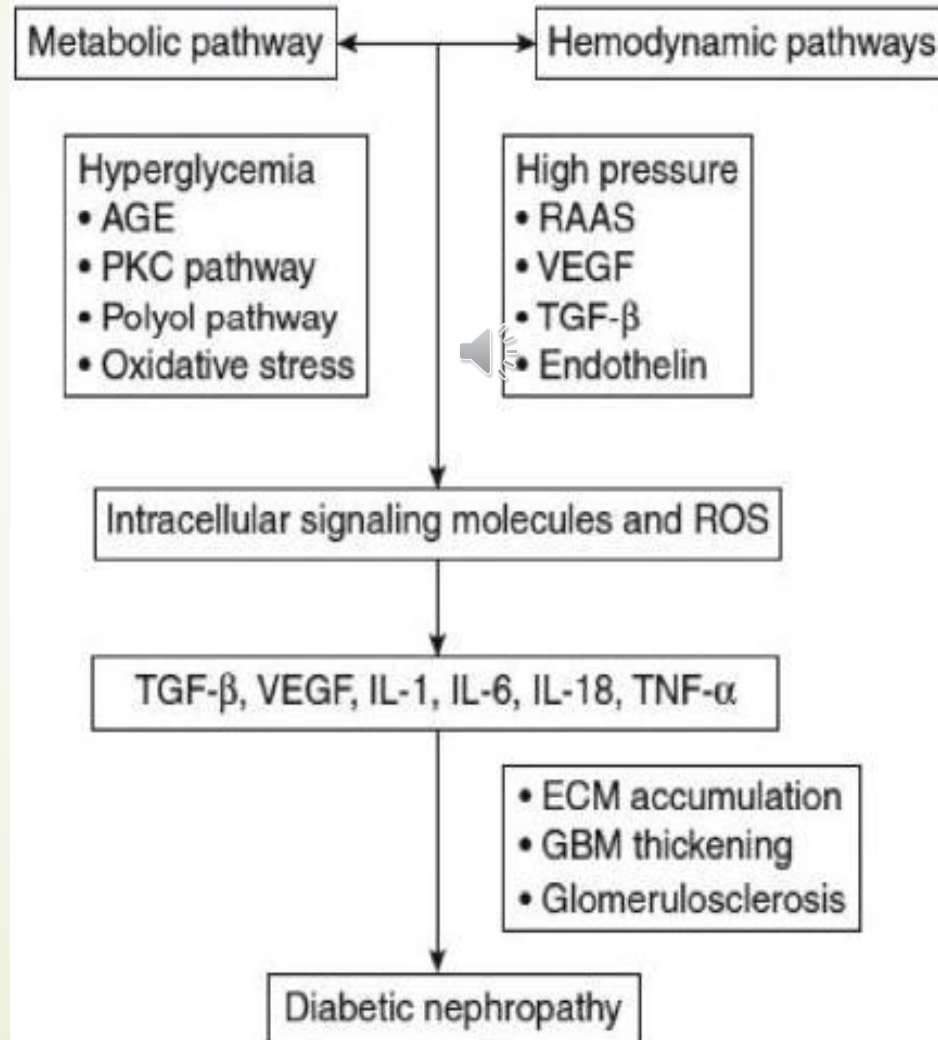 Metabolic pathway
Hemodynamic pathways
Hyperglycemia
• AGE
• PKC pathway
• Polyol pathway
• Oxidative stress
High pressure
• RAAS
• VEGF
• TGF-β
• Endothelin
Intracellular signaling molecules and ROS
TGF-β, VEGF, IL-1, IL-6, IL-18, TNF-α
• ECM accumulation
• GBM thickening
• Glomerulosclerosis
Diabetic nephropathy